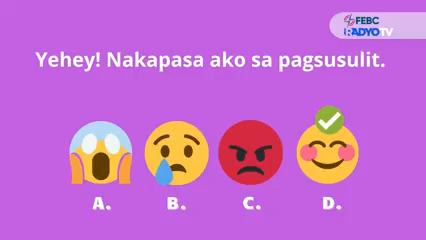 FEBC
RADYO TV
Yehey! Nakapasa ako sa pagsusulit.
A. B. C. D.